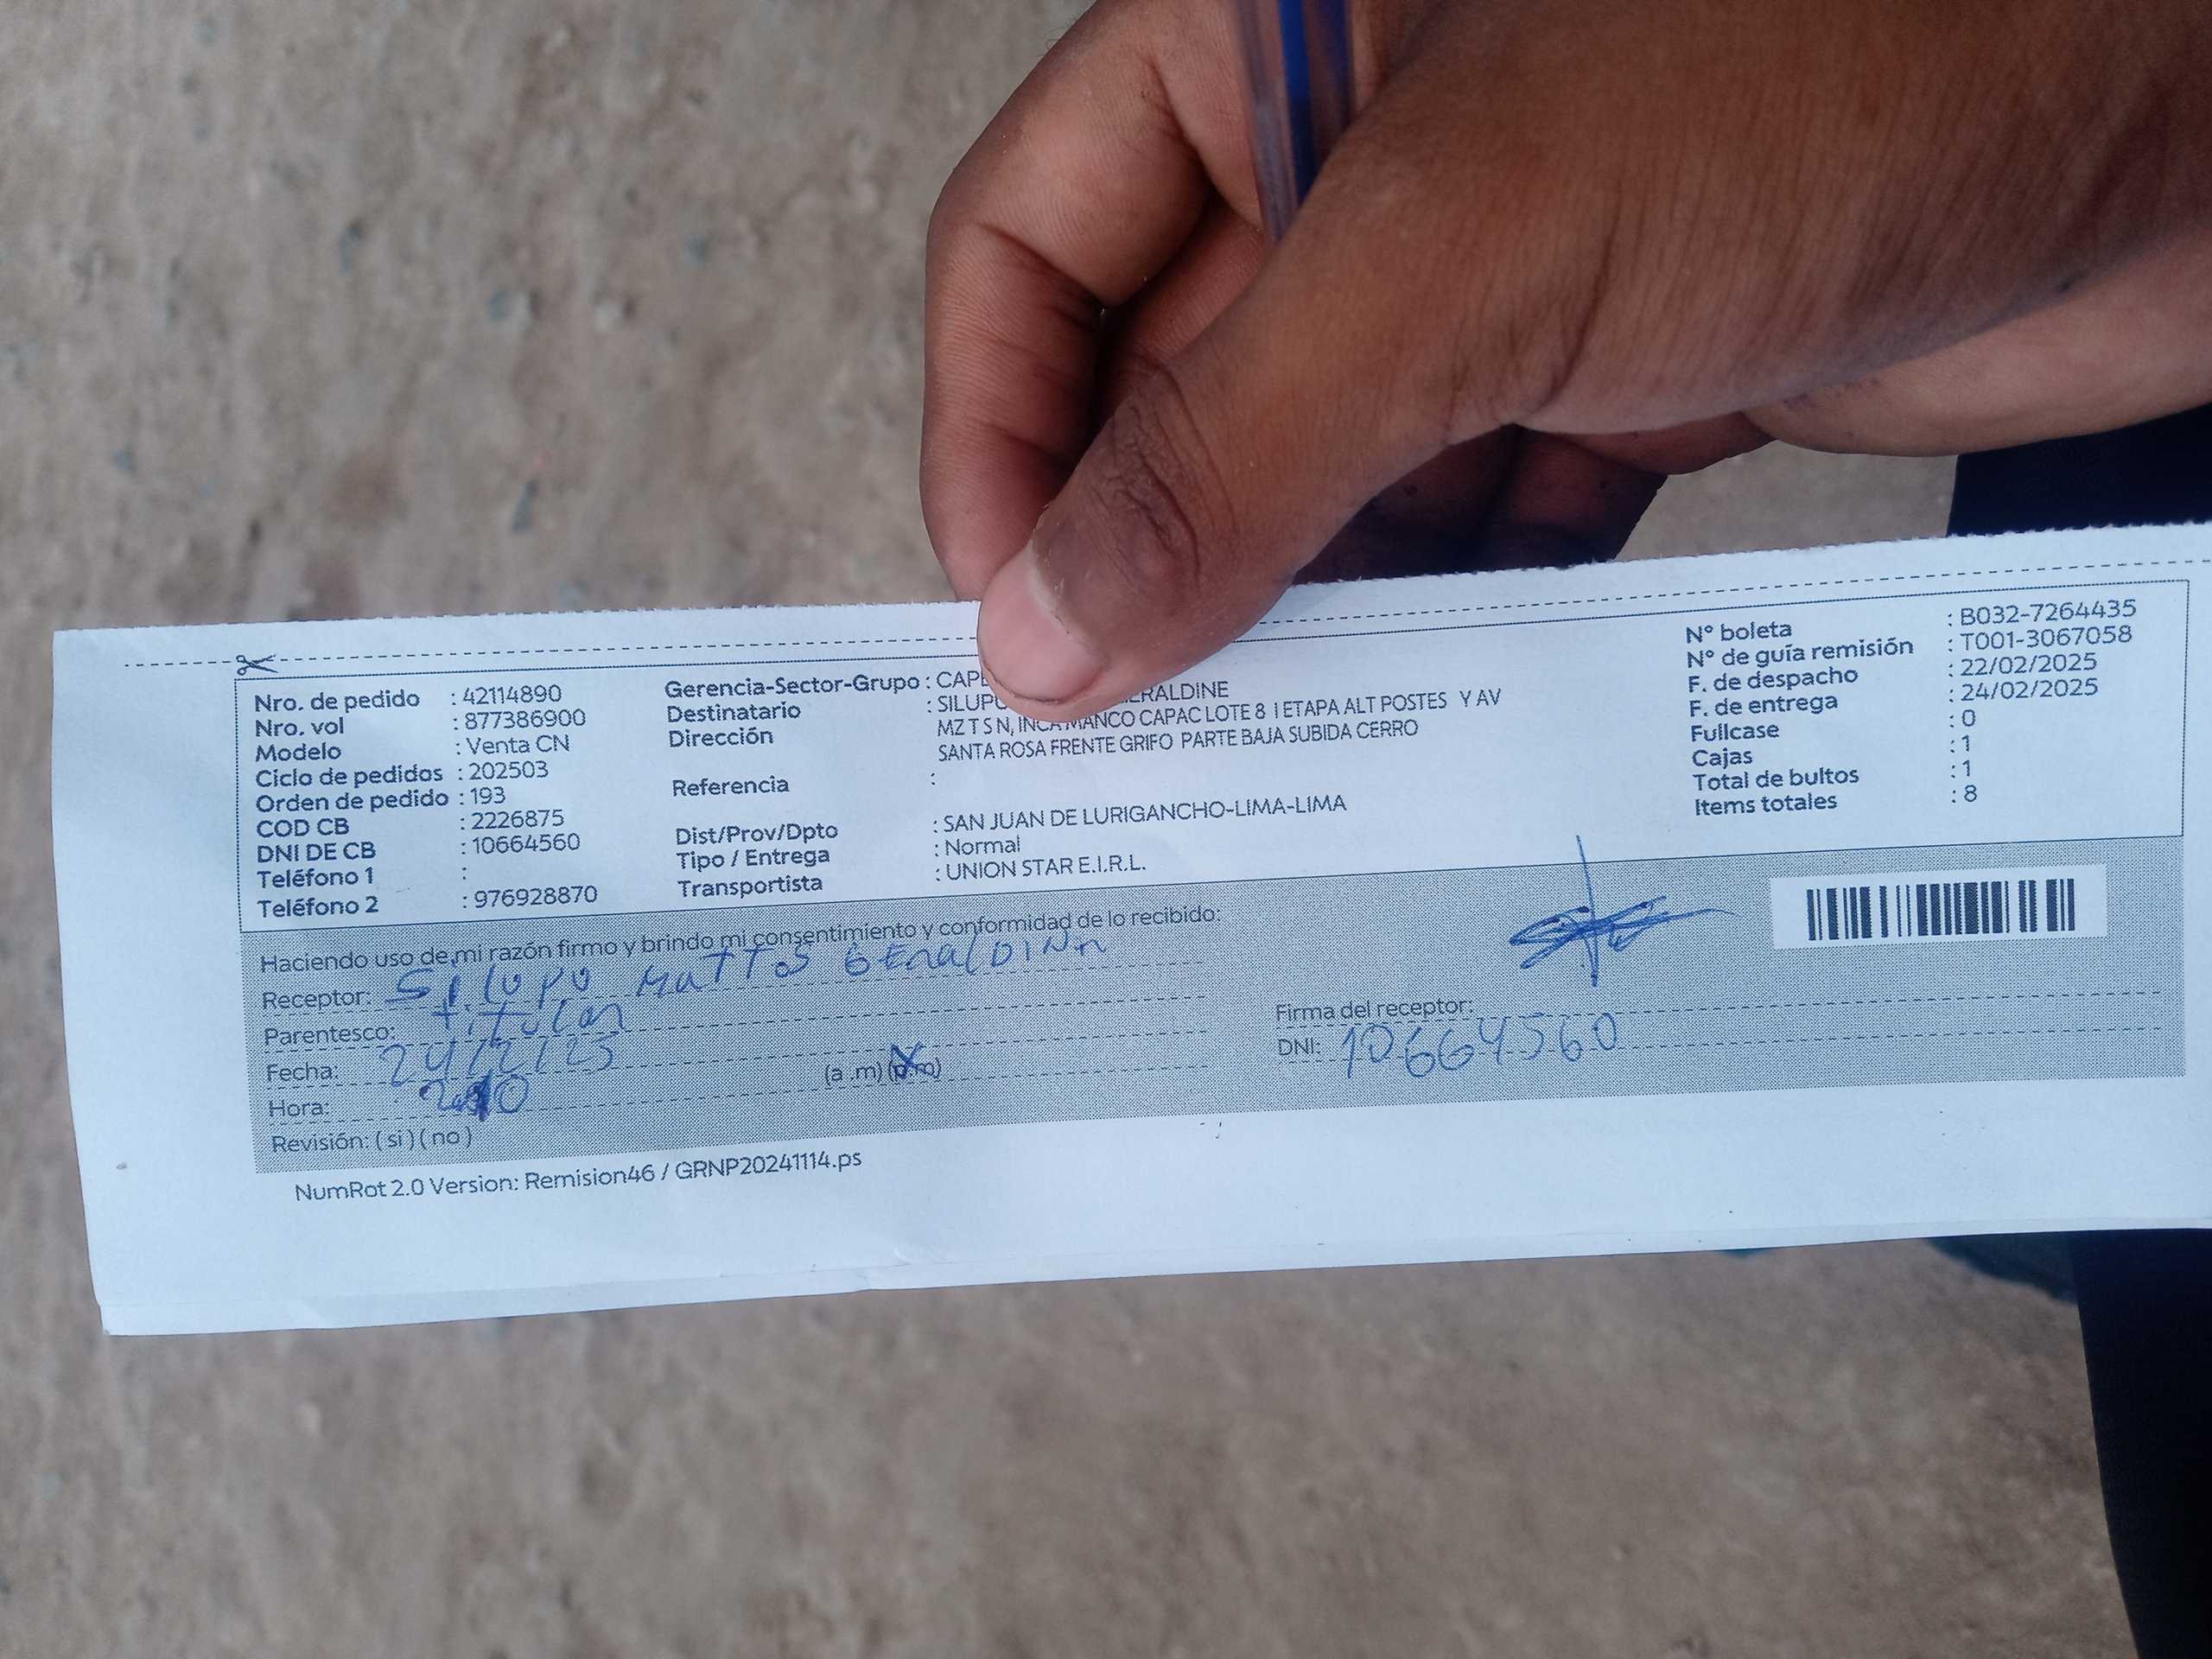 Nro. de pedido : 42114890
Nro. vol : 877386900
Modelo : Venta CN
Ciclo de pedidos : 202503
Orden de pedido : 193
COD CB : 2226875
DNI DE CB : 10664560
Teléfono 1 :
Teléfono 2 : 976928870
Gerencia-Sector-Grupo :
Destinatario :
Dirección MZ T S N, INCA MANCO CAPAC LOTE 8 I ETAPA ALT POSTES Y AV
SANTA ROSA FRENTE GRIFO PARTE BAJA SUBIDA CERRO
Referencia :
Dist/Prov/Dpto : SAN JUAN DE LURIGANCHO-LIMA-LIMA
Tipo / Entrega : Normal
Transportista : UNION STAR E.I.R.L.
N° boleta : B032-7264435
N° de guía remisión : T001-3067058
F. de despacho : 22/02/2025
F. de entrega : 24/02/2025
Fullcase : 0
Cajas : 1
Total de bultos : 1
Items totales : 8
Haciendo uso de mi razón firmo y brindo mi consentimiento y conformidad de lo recibido:
Receptor: Silupu Mattos
Parentesco: titular
Fecha: 24/2/25
Hora: (a .m) (p.m)
Revisión: ( si ) ( no )
Firma del receptor:
DNI: 10664560
NumRot 2.0 Version: Remision46 / GRNP20241114.ps